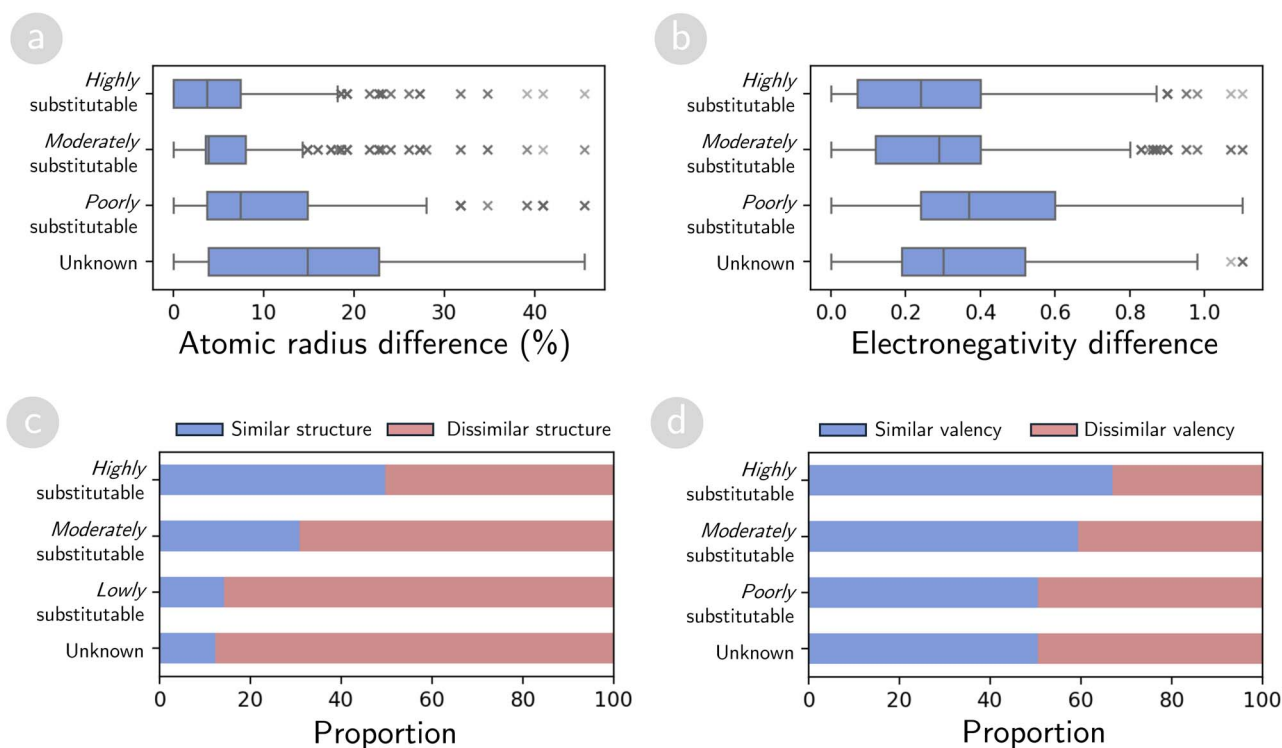 a
Highly
substitutable
Moderately
substitutable
Poorly
substitutable
Unknown
0 10 20 30 40
Atomic radius difference (%)
b
Highly
substitutable
Moderately
substitutable
Poorly
substitutable
Unknown
0.0 0.2 0.4 0.6 0.8 1.0
Electronegativity difference
c
Similar structure Dissimilar structure
Highly
substitutable
Moderately
substitutable
Lowly
substitutable
Unknown
0 20 40 60 80 100
Proportion
d
Similar valency Dissimilar valency
Highly
substitutable
Moderately
substitutable
Poorly
substitutable
Unknown
0 20 40 60 80 100
Proportion